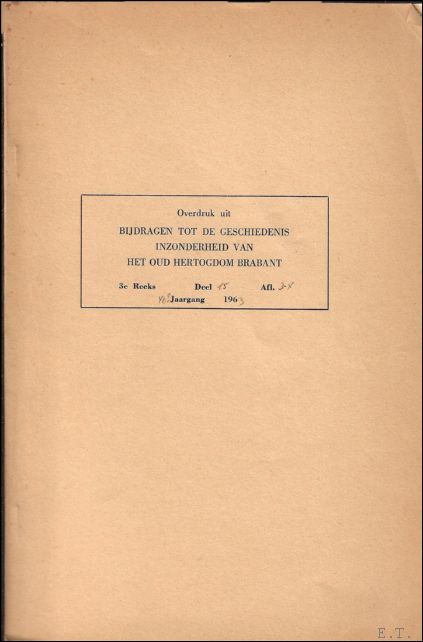 Overdruk uit
BIJDRAGEN TOT DE GESCHIEDENIS
INZONDERHEID VAN
HET OUD HERTOGDOM BRABANT
3e Reeks Deel 15 Afl. 3-4
46e Jaargang 1963
E.T.